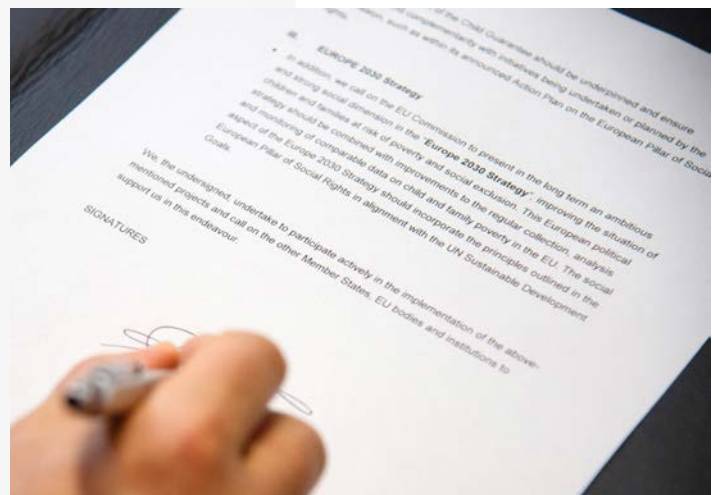 of the Child Guarantee should be underpinned and ensure
complementarity with initiatives being undertaken or planned by the
such as within its announced Action Plan on the European Pillar of Social
rights.
III. EUROPE 2030 Strategy
• In addition, we call on the EU Commission to present in the long term an ambitious
and strong social dimension in the "Europe 2030 Strategy", improving the situation of
children and families at risk of poverty and social exclusion. This European political
strategy should be combined with improvements to the regular collection, analysis
and monitoring of comparable data on child and family poverty in the EU. The social
aspect of the Europe 2030 Strategy should incorporate the principles outlined in the
European Pillar of Social Rights in alignment with the UN Sustainable Development
Goals.
We, the undersigned, undertake to participate actively in the implementation of the above-
mentioned projects and call on the other Member States, EU bodies and institutions to
support us in this endeavour.
SIGNATURES